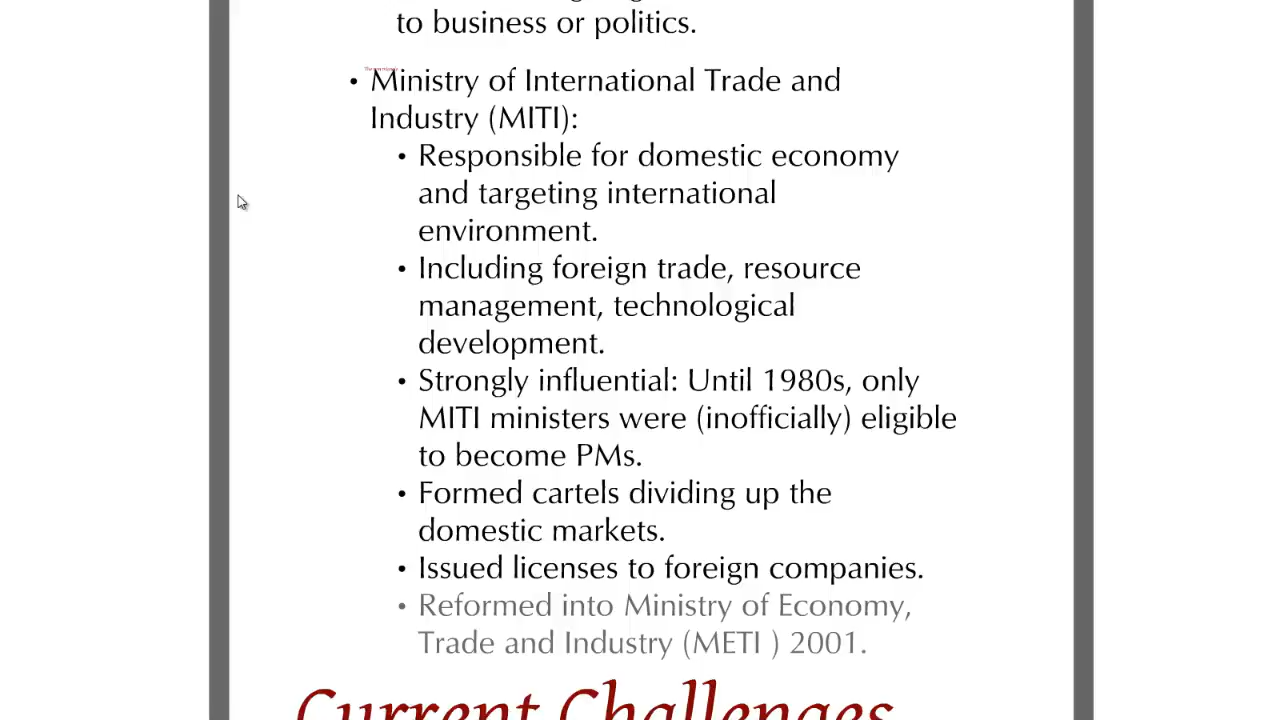 to business or politics.
• Ministry of International Trade and
Industry (MITI):
• Responsible for domestic economy
and targeting international
environment.
• Including foreign trade, resource
management, technological
development.
• Strongly influential: Until 1980s, only
MITI ministers were (inofficially) eligible
to become PMs.
• Formed cartels dividing up the
domestic markets.
• Issued licenses to foreign companies.
• Reformed into Ministry of Economy,
Trade and Industry (METI ) 2001.
Current Challenges